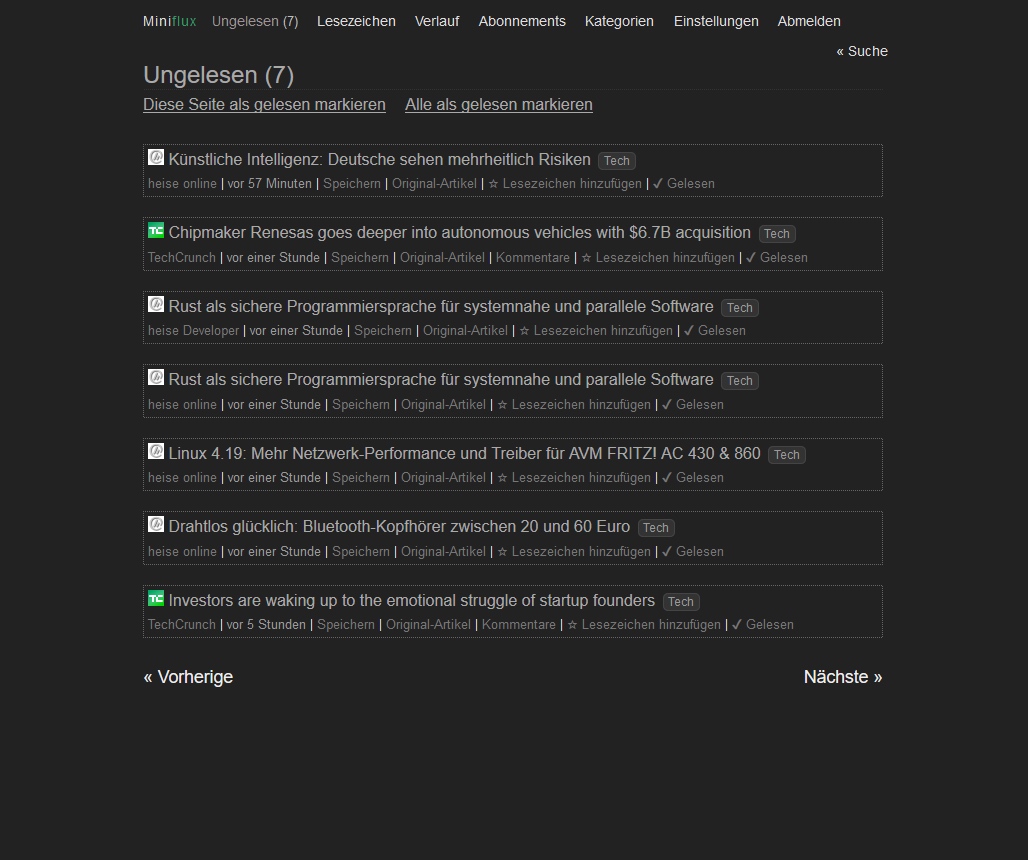 Miniflux Ungelesen (7) Lesezeichen Verlauf Abonnements Kategorien Einstellungen Abmelden
« Suche
Ungelesen (7)
Diese Seite als gelesen markieren Alle als gelesen markieren
Künstliche Intelligenz: Deutsche sehen mehrheitlich Risiken Tech
heise online | vor 57 Minuten | Speichern | Original-Artikel | ☆ Lesezeichen hinzufügen | ✔ Gelesen
TC Chipmaker Renesas goes deeper into autonomous vehicles with $6.7B acquisition Tech
TechCrunch | vor einer Stunde | Speichern | Original-Artikel | Kommentare | ☆ Lesezeichen hinzufügen | ✔ Gelesen
Rust als sichere Programmiersprache für systemnahe und parallele Software Tech
heise Developer | vor einer Stunde | Speichern | Original-Artikel | ☆ Lesezeichen hinzufügen | ✔ Gelesen
Rust als sichere Programmiersprache für systemnahe und parallele Software Tech
heise online | vor einer Stunde | Speichern | Original-Artikel | ☆ Lesezeichen hinzufügen | ✔ Gelesen
Linux 4.19: Mehr Netzwerk-Performance und Treiber für AVM FRITZ! AC 430 & 860 Tech
heise online | vor einer Stunde | Speichern | Original-Artikel | ☆ Lesezeichen hinzufügen | ✔ Gelesen
Drahtlos glücklich: Bluetooth-Kopfhörer zwischen 20 und 60 Euro Tech
heise online | vor einer Stunde | Speichern | Original-Artikel | ☆ Lesezeichen hinzufügen | ✔ Gelesen
TC Investors are waking up to the emotional struggle of startup founders Tech
TechCrunch | vor 5 Stunden | Speichern | Original-Artikel | Kommentare | ☆ Lesezeichen hinzufügen | ✔ Gelesen
« Vorherige Nächste »